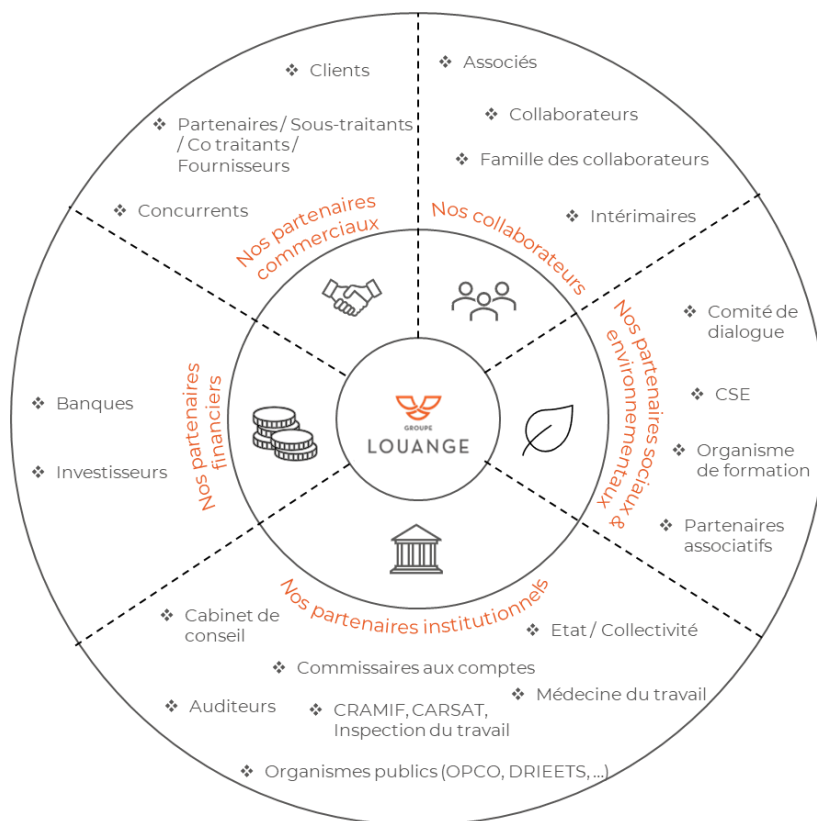 Clients
Partenaires / Sous-traitants
/ Co traitants /
Fournisseurs
Concurrents
Nos partenaires
commerciaux
Associés
Collaborateurs
Famille des collaborateurs
Intérimaires
Nos collaborateurs
Comité de
dialogue
CSE
Organisme
de formation
Partenaires
associatifs
Nos partenaires sociaux &
environnementaux
Banques
Investisseurs
Nos partenaires
financiers
GROUPE
LOUANGE
Nos partenaires institutionnels
Cabinet de
conseil
Etat / Collectivité
Commissaires aux comptes
Médecine du travail
Auditeurs
CRAMIF, CARSAT,
Inspection du travail
Organismes publics (OPCO, DRIEETS, ...)